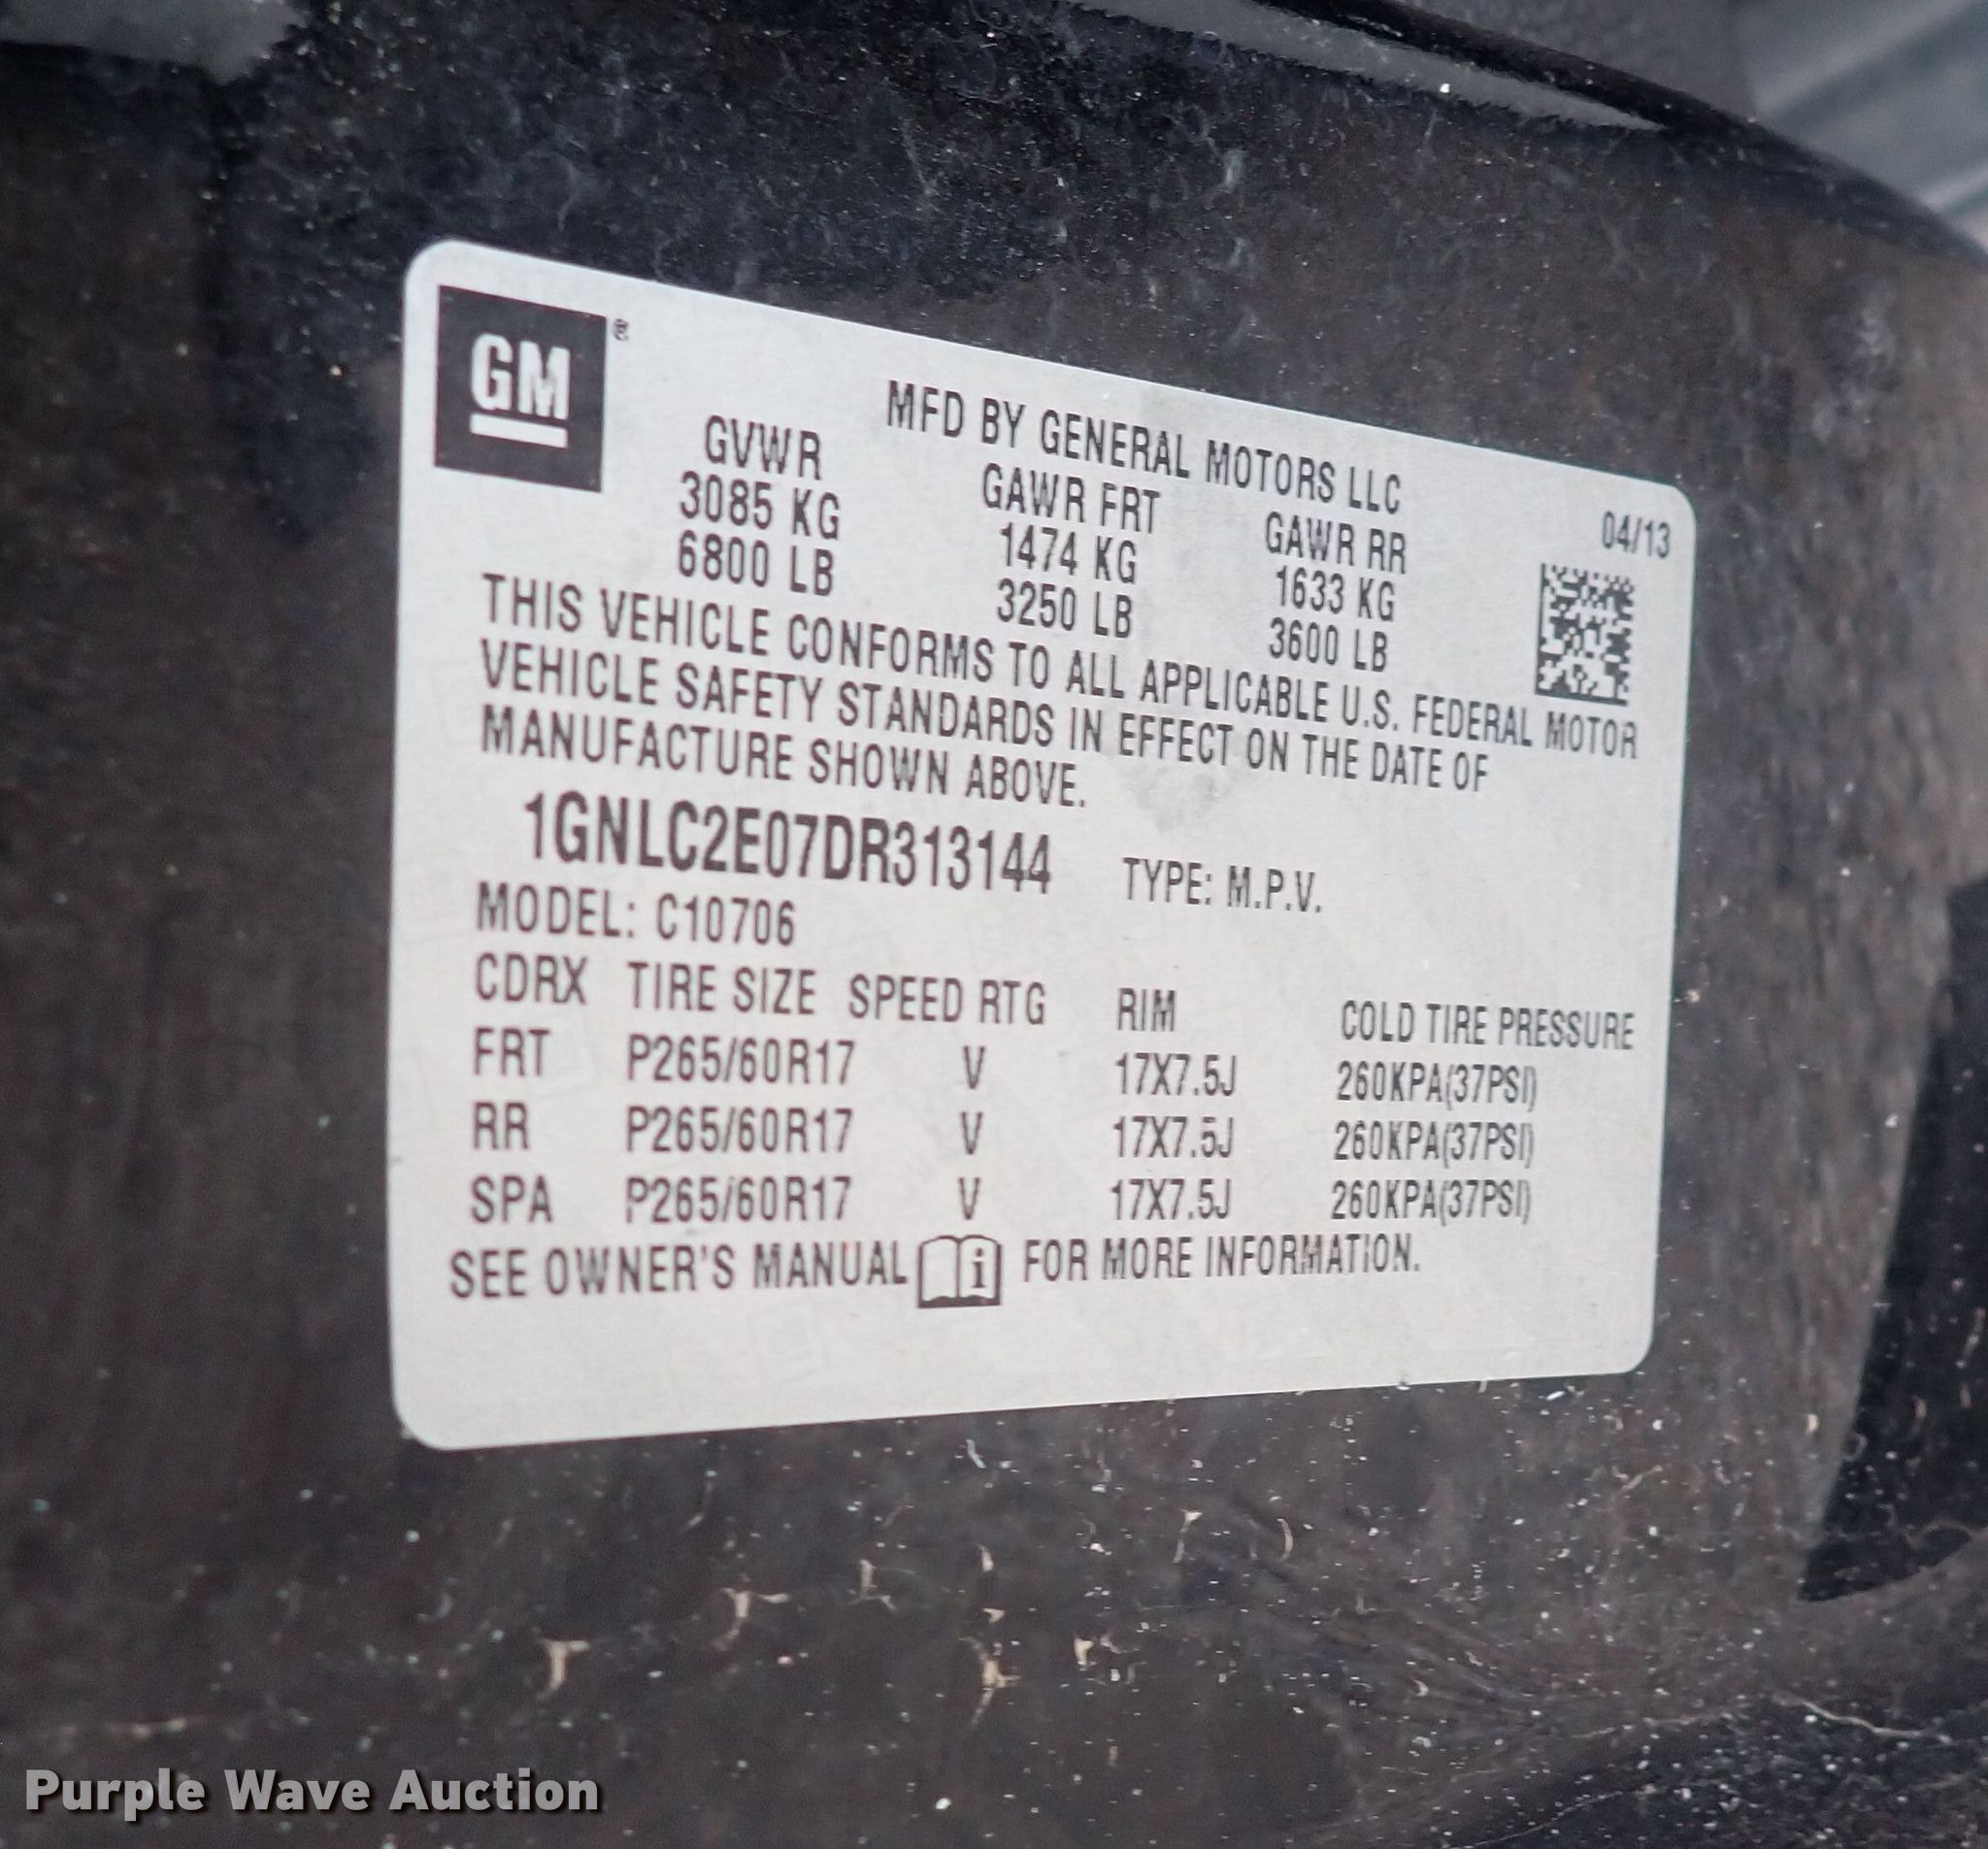 GM ®
MFD BY GENERAL MOTORS LLC
GVWR GAWR FRT GAWR RR 04/13
3085 KG 1474 KG 1633 KG
6800 LB 3250 LB 3600 LB
THIS VEHICLE CONFORMS TO ALL APPLICABLE U.S. FEDERAL MOTOR
VEHICLE SAFETY STANDARDS IN EFFECT ON THE DATE OF
MANUFACTURE SHOWN ABOVE.
1GNLC2E07DR313144 TYPE: M.P.V.
MODEL: C10706
CDRX TIRE SIZE SPEED RTG RIM COLD TIRE PRESSURE
FRT P265/60R17 V 17X7.5J 260KPA(37PSI)
RR P265/60R17 V 17X7.5J 260KPA(37PSI)
SPA P265/60R17 V 17X7.5J 260KPA(37PSI)
SEE OWNER'S MANUAL i FOR MORE INFORMATION.
Purple Wave Auction